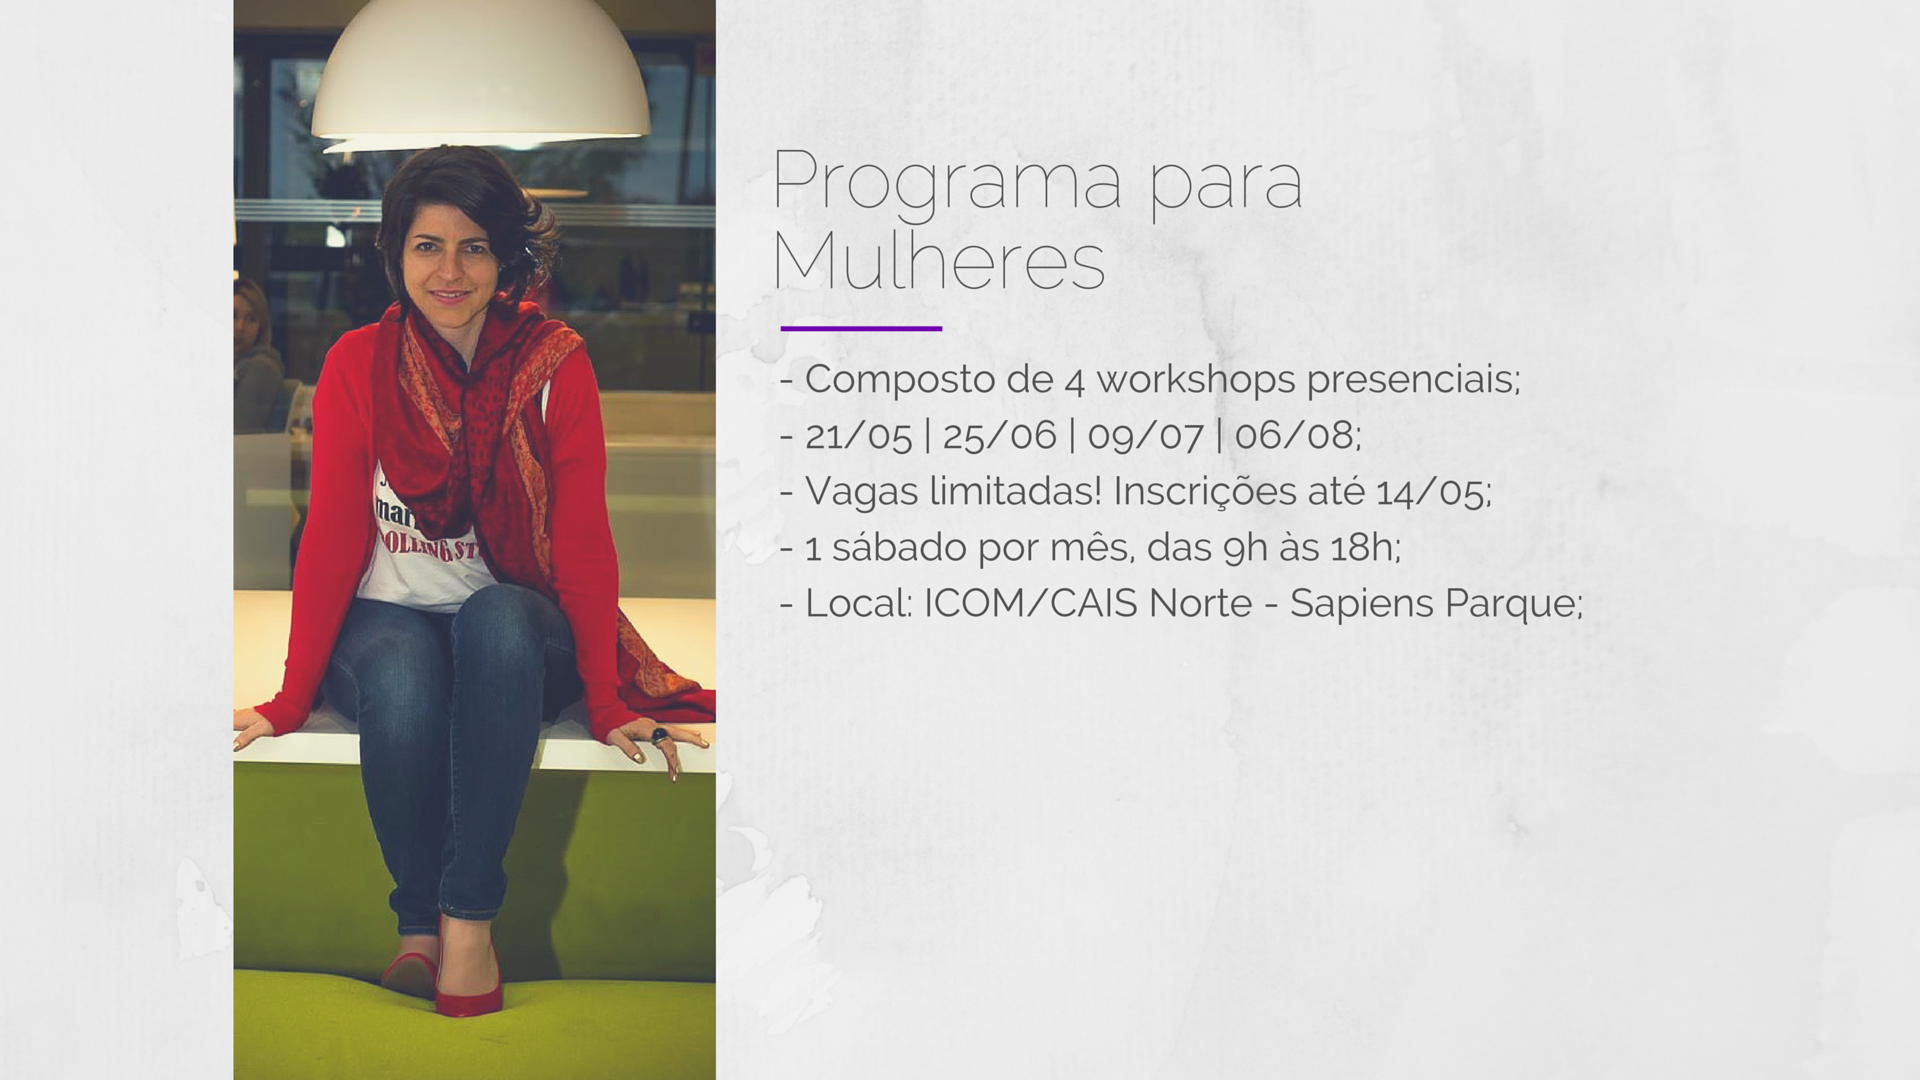 Programa para
Mulheres
- Composto de 4 workshops presenciais;
- 21/05 | 25/06 | 09/07 | 06/08;
- Vagas limitadas! Inscrições até 14/05;
- 1 sábado por mês, das 9h às 18h;
- Local: ICOM/CAIS Norte - Sapiens Parque;